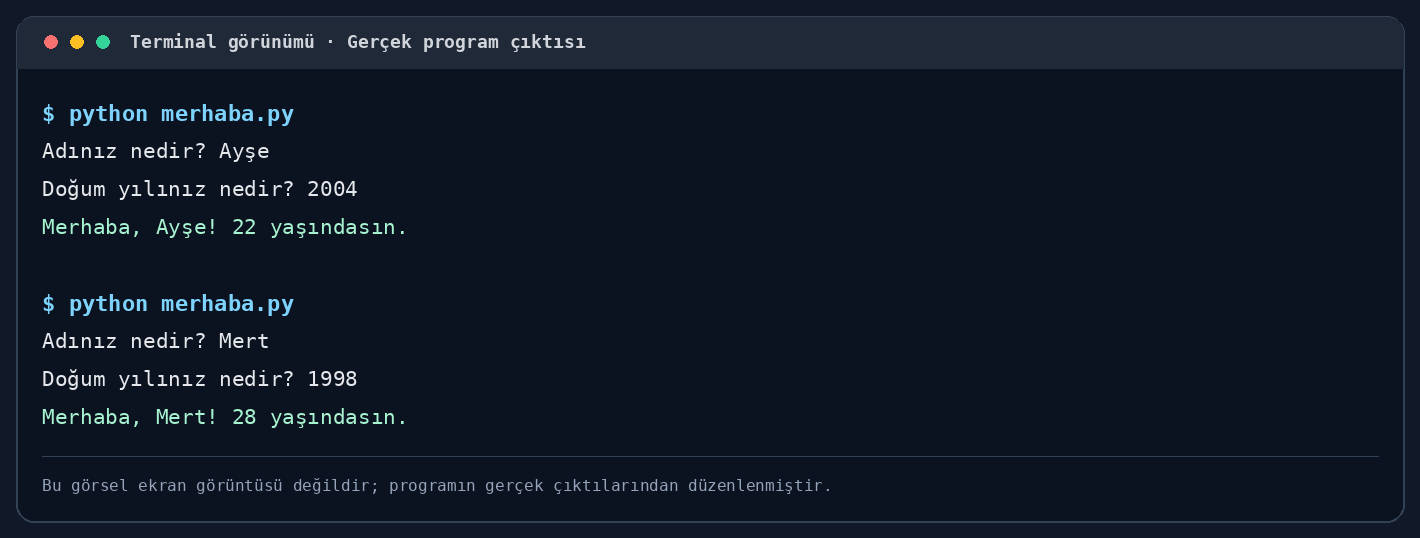 Terminal görünümü · Gerçek program çıktısı
$ python merhaba.py
Adınız nedir? Ayşe
Doğum yılınız nedir? 2004
Merhaba, Ayşe! 22 yaşındasın.
$ python merhaba.py
Adınız nedir? Mert
Doğum yılınız nedir? 1998
Merhaba, Mert! 28 yaşındasın.
Bu görsel ekran görüntüsü değildir; programın gerçek çıktılarından düzenlenmiştir.